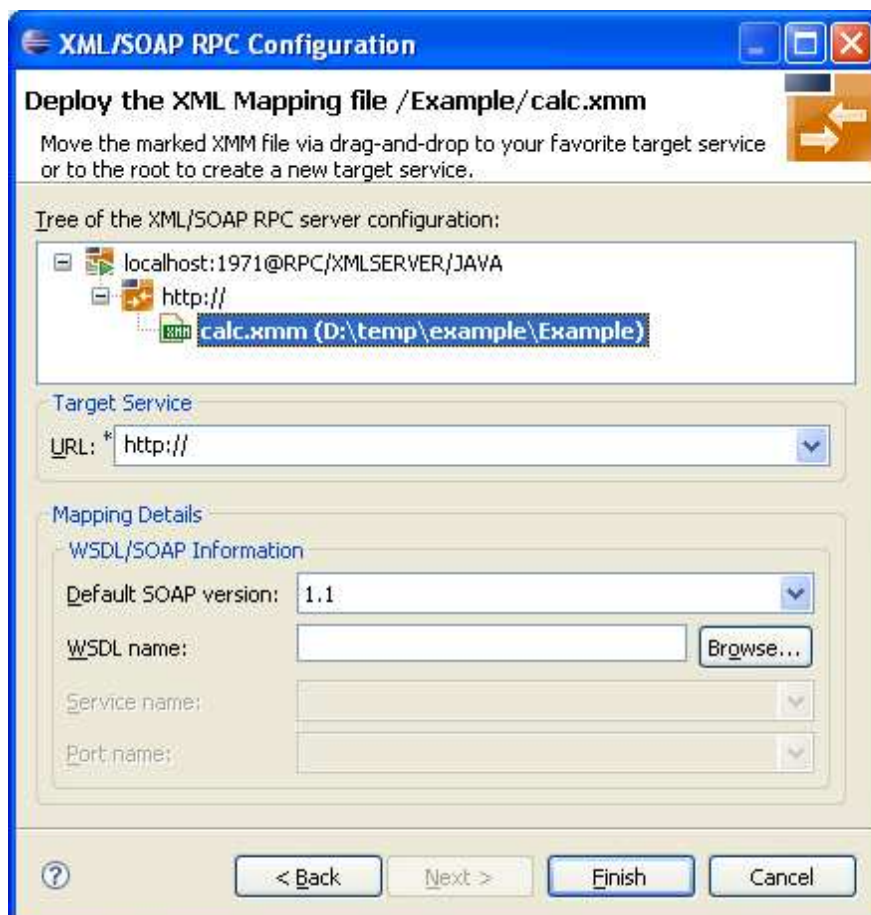 XML/SOAP RPC Configuration
Deploy the XML Mapping file /Example/calc.xmm
Move the marked XMM file via drag-and-drop to your favorite target service
or to the root to create a new target service.
Tree of the XML/SOAP RPC server configuration:
localhost:1971@RPC/XMLSERVER/JAVA
http://
XMM calc.xmm (D:\temp\example\Example)
Target Service
URL: * http://
Mapping Details
WSDL/SOAP Information
Default SOAP version: 1.1
WSDL name: Browse...
Service name:
Port name:
? < Back Next > Finish Cancel